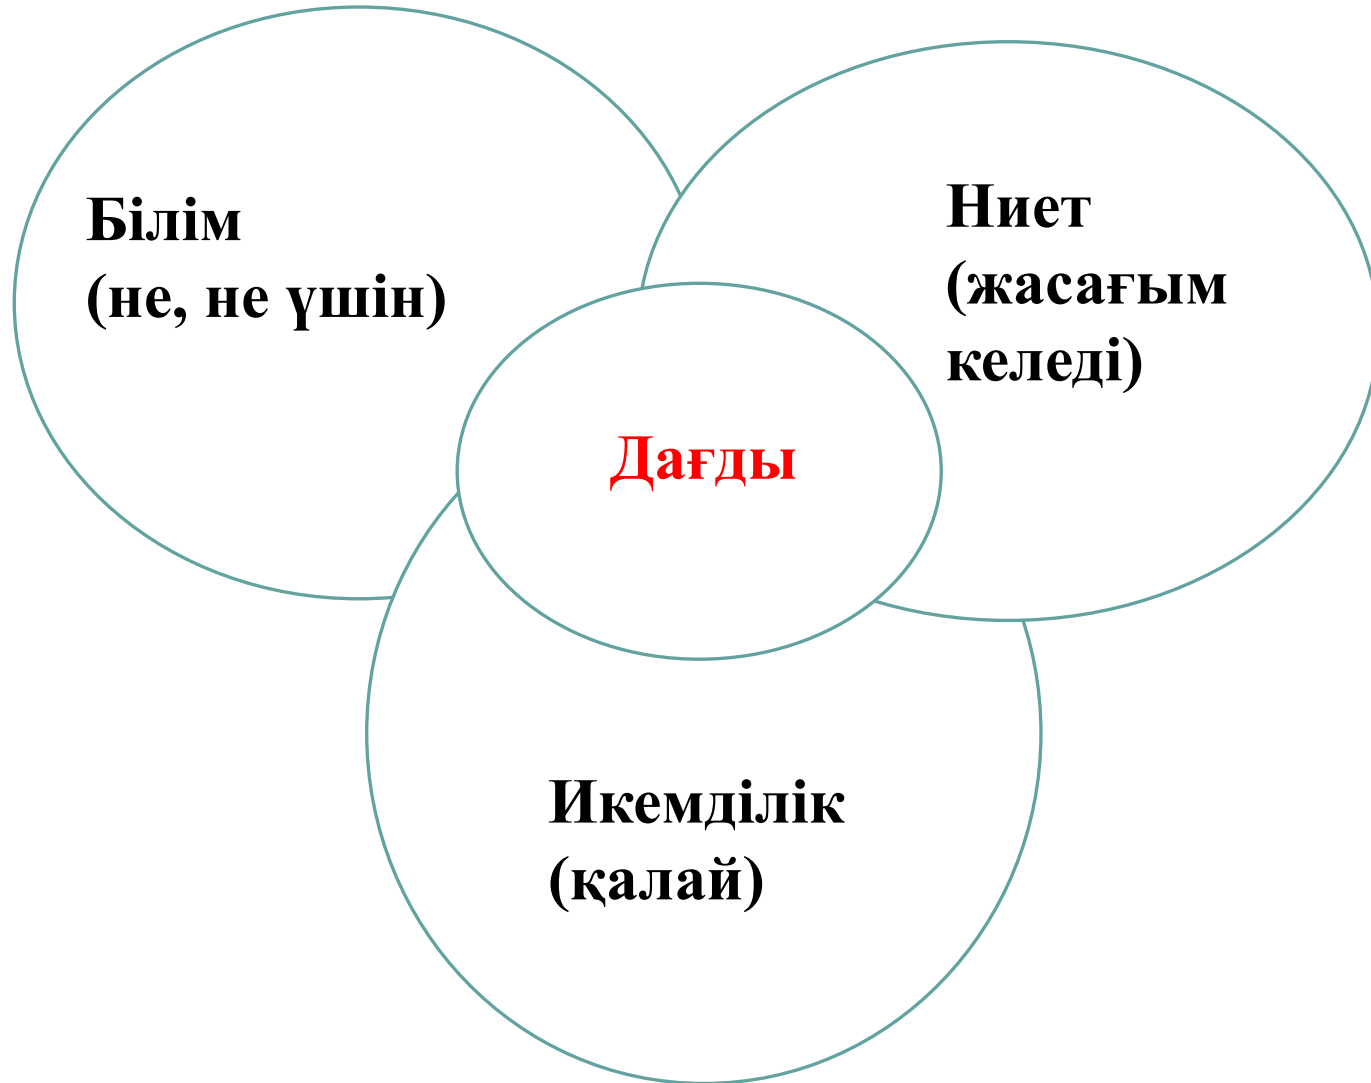 Білім
(не, не үшін)
Ниет
(жасағым
келеді)
Дағды
Икемділік
(қалай)